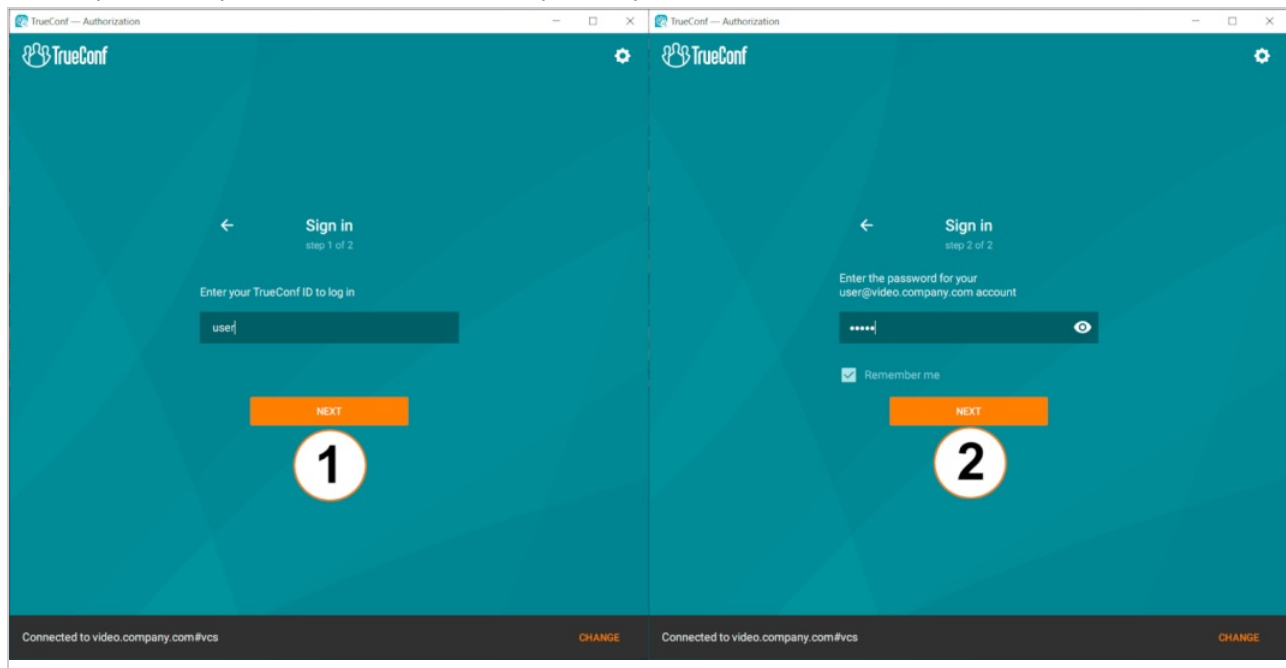 TrueConf — Authorization
TrueConf
Sign in
step 1 of 2
Enter your TrueConf ID to log in
user
NEXT
1
Connected to video.company.com#vcs
CHANGE
TrueConf — Authorization
TrueConf
Sign in
step 2 of 2
Enter the password for your
user@video.company.com account
•••••
Remember me
NEXT
2
Connected to video.company.com#vcs
CHANGE